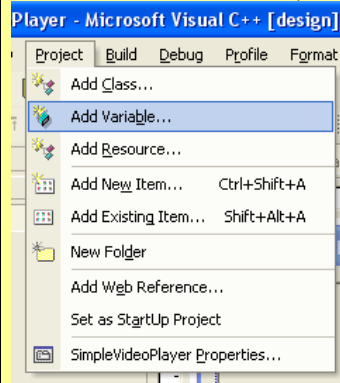 Player - Microsoft Visual C++ [design]
Project Build Debug Profile Format
Add Class...
Add Variable...
Add Resource...
Add New Item... Ctrl+Shift+A
Add Existing Item... Shift+Alt+A
New Folder
Add Web Reference...
Set as StartUp Project
SimpleVideoPlayer Properties...